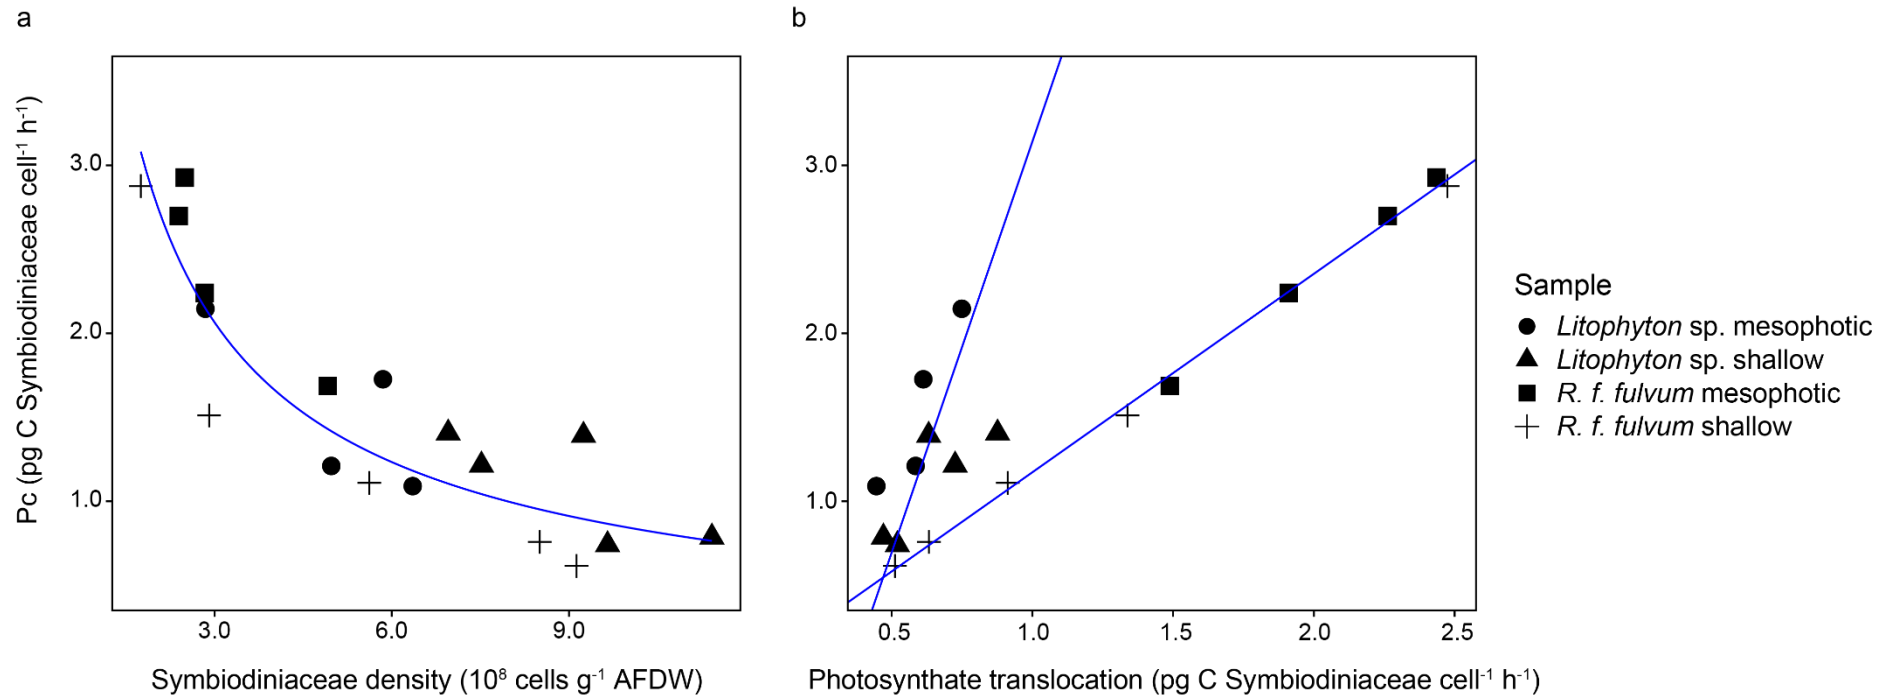 a
b
Pc (pg C Symbiodiniaceae cell⁻¹ h⁻¹)
3.0
2.0
1.0
3.0
6.0
9.0
Symbiodiniaceae density (10⁸ cells g⁻¹ AFDW)
3.0
2.0
1.0
0.5
1.0
1.5
2.0
2.5
Photosynthate translocation (pg C Symbiodiniaceae cell⁻¹ h⁻¹)
Sample
Litophyton sp. mesophotic
Litophyton sp. shallow
R. f. fulvum mesophotic
R. f. fulvum shallow